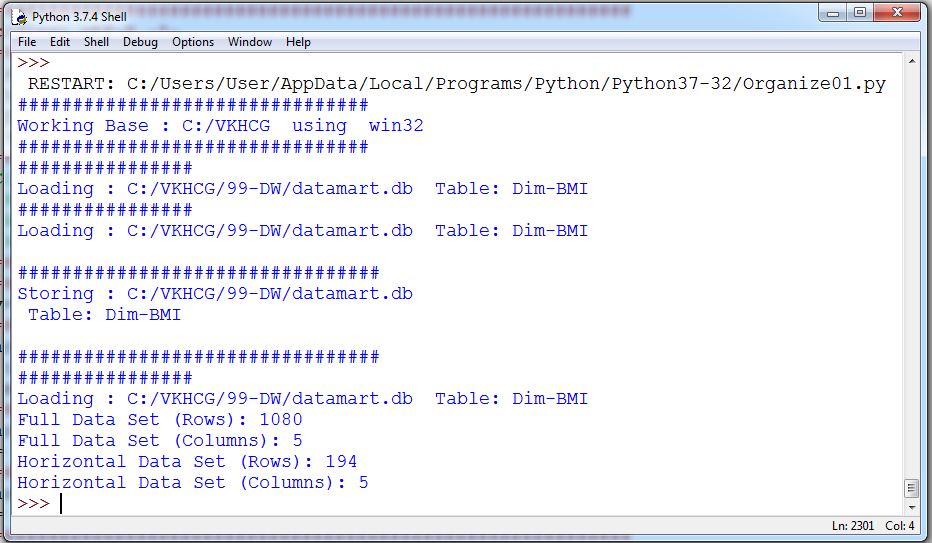 Python 3.7.4 Shell
File Edit Shell Debug Options Window Help
>>>
 RESTART: C:/Users/User/AppData/Local/Programs/Python/Python37-32/Organize01.py
################################
Working Base : C:/VKHCG  using  win32
################################
################
Loading : C:/VKHCG/99-DW/datamart.db  Table: Dim-BMI
################
Loading : C:/VKHCG/99-DW/datamart.db  Table: Dim-BMI
#################################
Storing : C:/VKHCG/99-DW/datamart.db
 Table: Dim-BMI
#################################
################
Loading : C:/VKHCG/99-DW/datamart.db  Table: Dim-BMI
Full Data Set (Rows): 1080
Full Data Set (Columns): 5
Horizontal Data Set (Rows): 194
Horizontal Data Set (Columns): 5
>>>
Ln: 2301 Col: 4